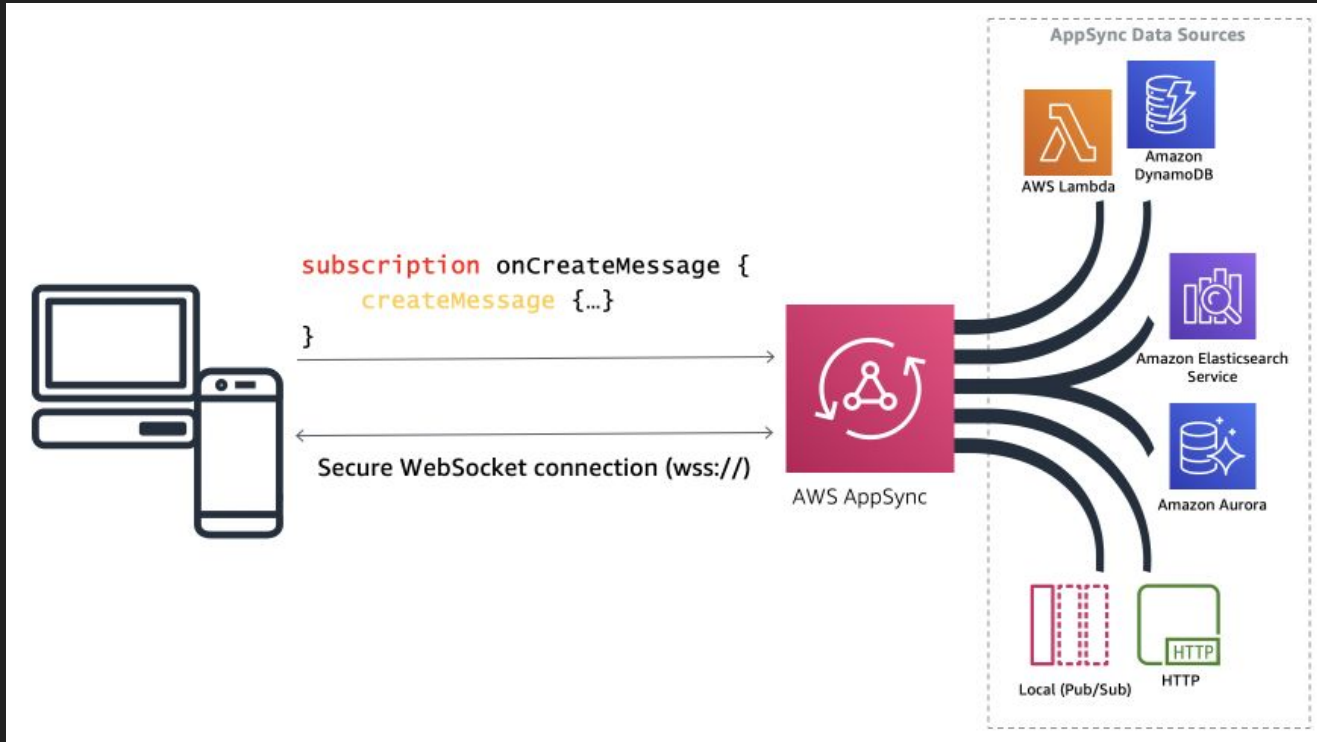 AppSync Data Sources
AWS Lambda
Amazon
DynamoDB
subscription onCreateMessage {
createMessage {…}
}
Secure WebSocket connection (wss://)
AWS AppSync
Amazon Elasticsearch
Service
Amazon Aurora
Local (Pub/Sub)
HTTP
HTTP